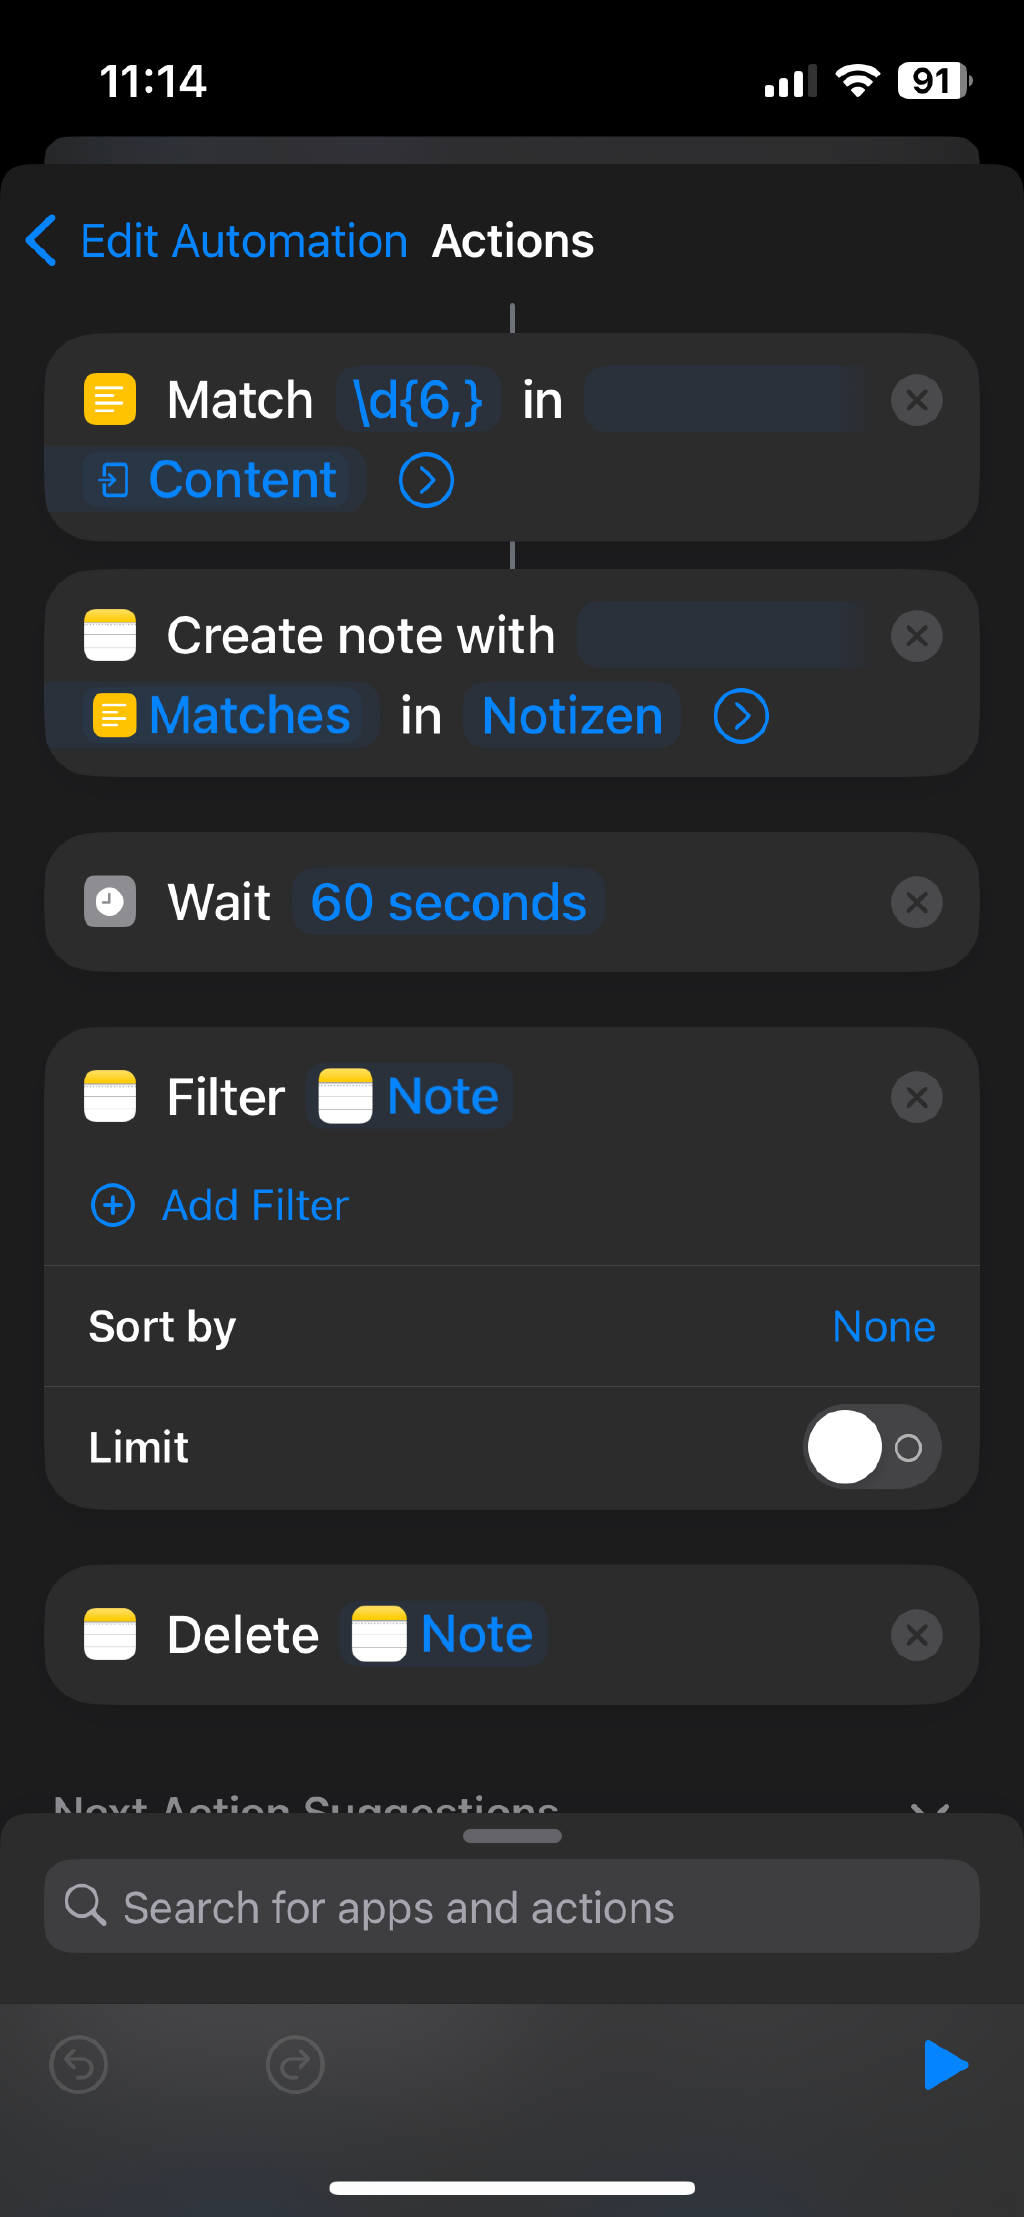 11:14 91
Edit Automation Actions
Match \d{6,} in
Content
Create note with
Matches in Notizen
Wait 60 seconds
Filter Note
Add Filter
Sort by None
Limit
Delete Note
Next Action Suggestions
Search for apps and actions